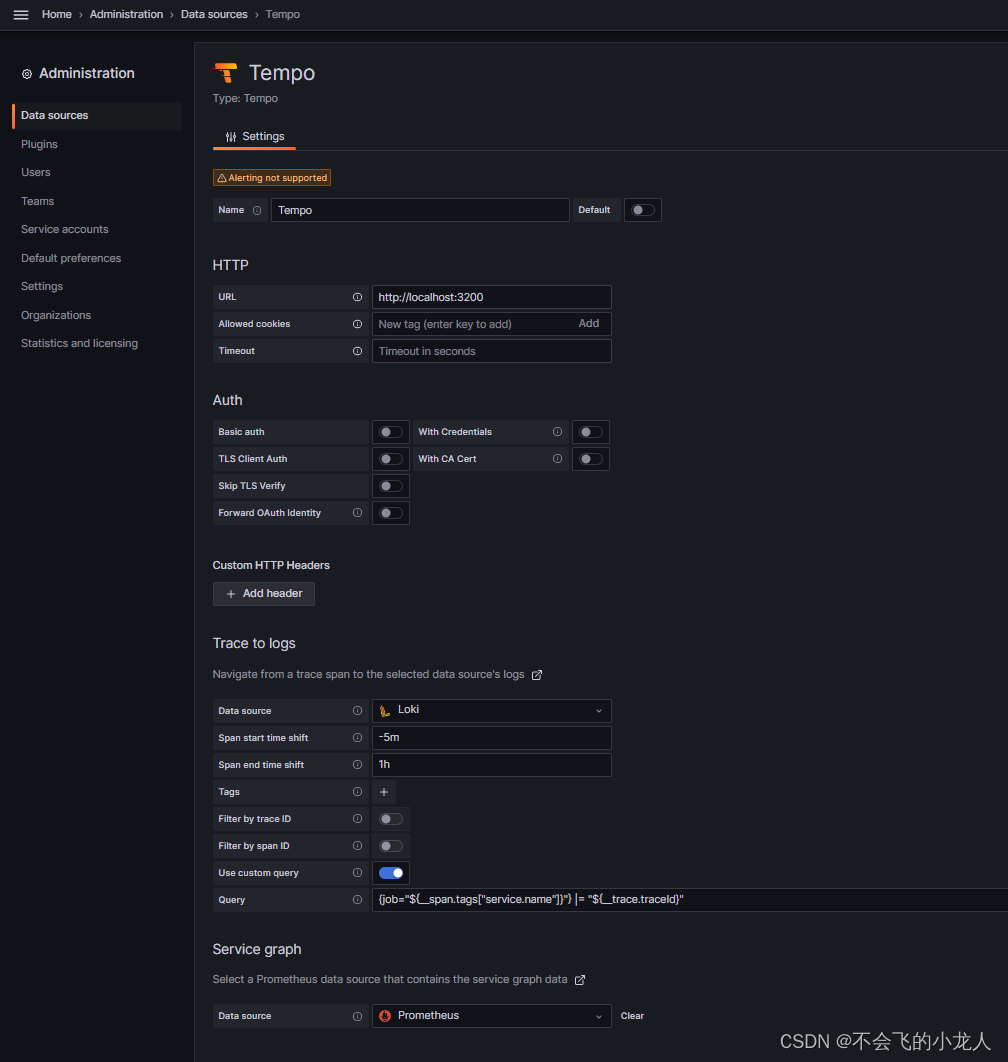 Home › Administration › Data sources › Tempo
Administration
Data sources
Plugins
Users
Teams
Service accounts
Default preferences
Settings
Organizations
Statistics and licensing
Tempo
Type: Tempo
Settings
Alerting not supported
Name Tempo Default
HTTP
URL http://localhost:3200
Allowed cookies New tag (enter key to add) Add
Timeout Timeout in seconds
Auth
Basic auth With Credentials
TLS Client Auth With CA Cert
Skip TLS Verify
Forward OAuth Identity
Custom HTTP Headers
+ Add header
Trace to logs
Navigate from a trace span to the selected data source's logs
Data source Loki
Span start time shift -5m
Span end time shift 1h
Tags +
Filter by trace ID
Filter by span ID
Use custom query
Query {job="${__span.tags["service.name"]}"} |= "${__trace.traceId}"
Service graph
Select a Prometheus data source that contains the service graph data
Data source Prometheus Clear
CSDN @不会飞的小龙人